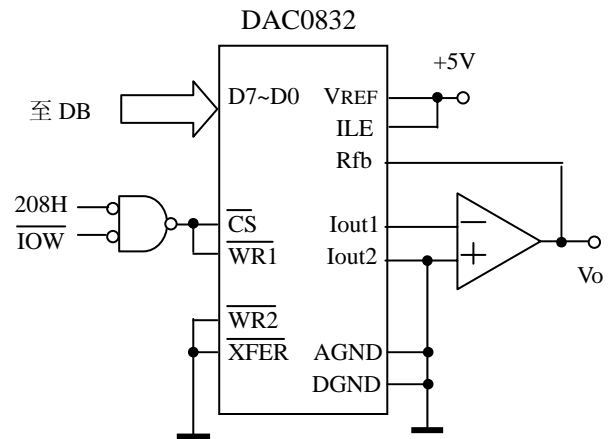 DAC0832
+5V
至 DB
D7~D0
VREF
ILE
Rfb
208H
IOW
CS
WR1
Iout1
Iout2
Vo
WR2
XFER
AGND
DGND